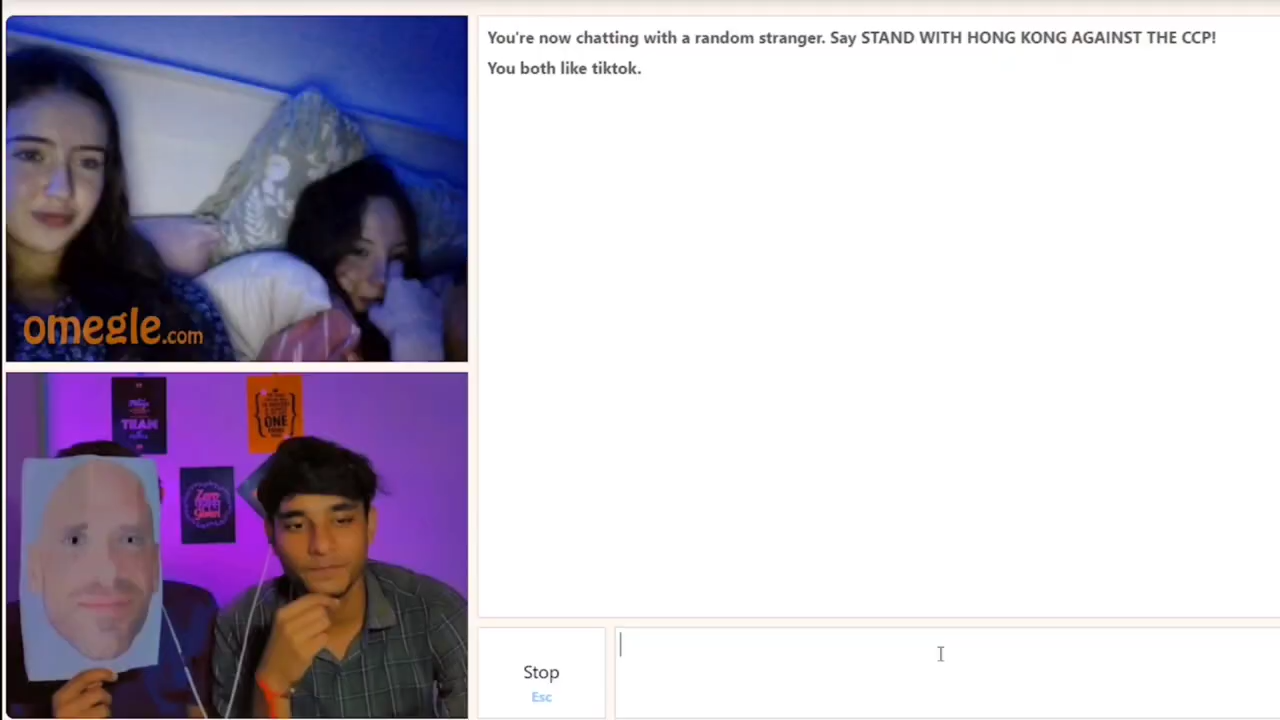 You're now chatting with a random stranger. Say STAND WITH HONG KONG AGAINST THE CCP!
You both like tiktok.
omegle.com
TEAM
ONE
Stop
Esc